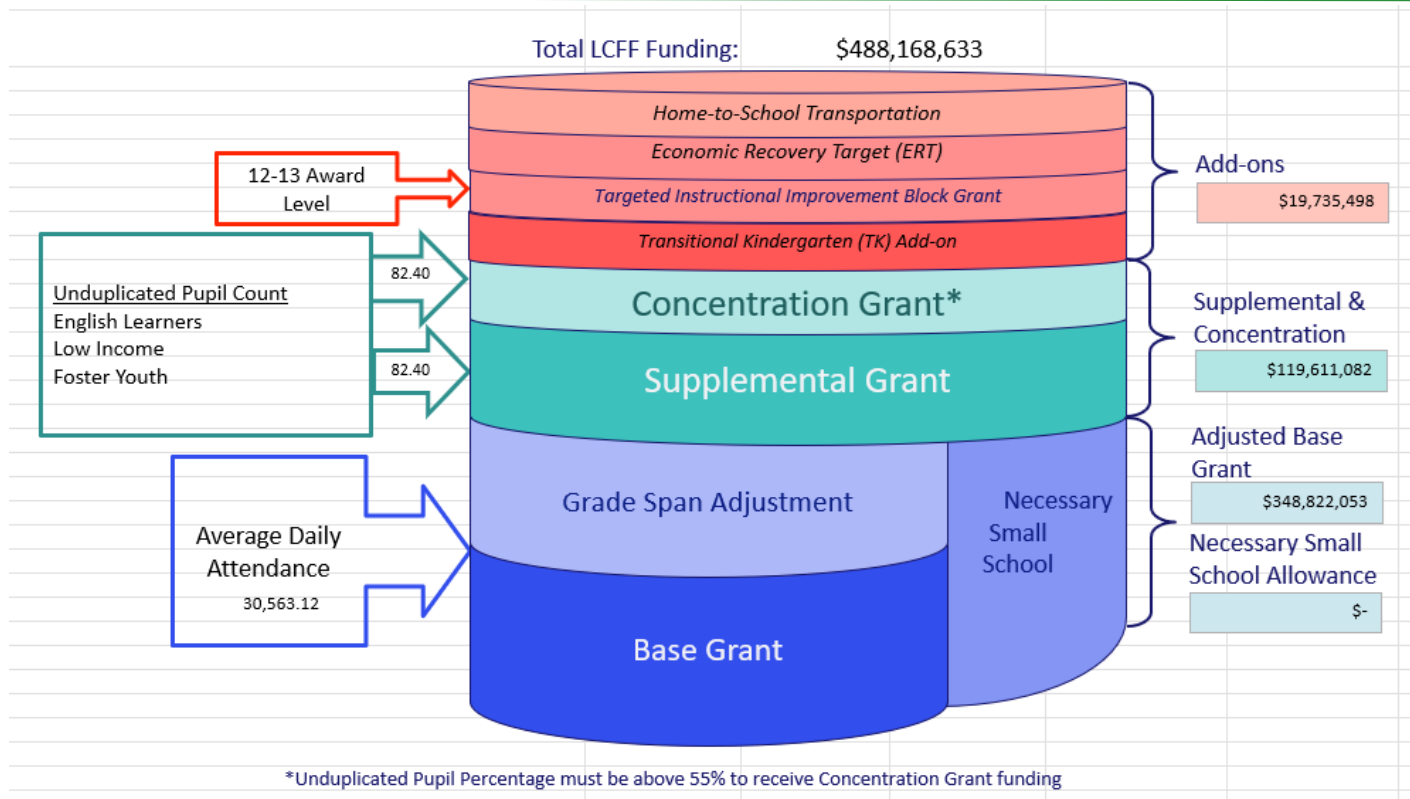 Total LCFF Funding: $488,168,633
Home-to-School Transportation
Economic Recovery Target (ERT)
Targeted Instructional Improvement Block Grant
Transitional Kindergarten (TK) Add-on
12-13 Award
Level
Add-ons
$19,735,498
Unduplicated Pupil Count
English Learners
Low Income
Foster Youth
82.40
82.40
Concentration Grant*
Supplemental Grant
Supplemental &
Concentration
$119,611,082
Average Daily
Attendance
30,563.12
Grade Span Adjustment
Base Grant
Necessary
Small
School
Adjusted Base
Grant
$348,822,053
Necessary Small
School Allowance
$-
*Unduplicated Pupil Percentage must be above 55% to receive Concentration Grant funding